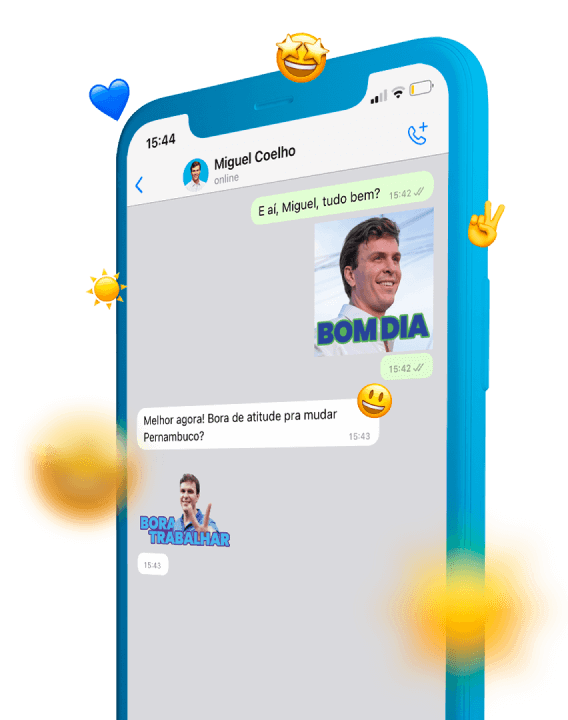 15:44
Miguel Coelho
online
E aí, Miguel, tudo bem? 15:42
BOM DIA
15:42
Melhor agora! Bora de atitude pra mudar
Pernambuco?
15:43
BORA
TRABALHAR
15:43